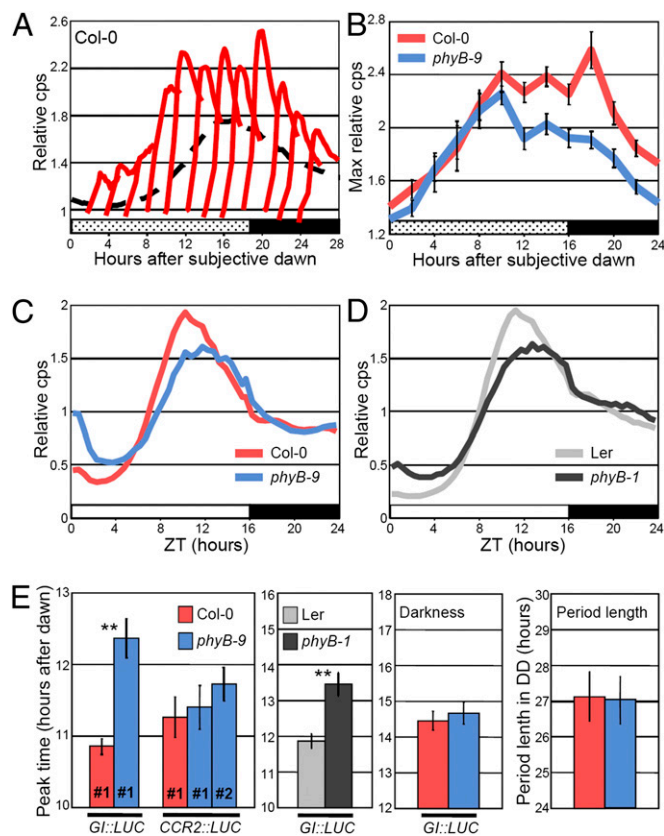 A
Col-0
Relative cps
2.6
2.2
1.8
1.4
1
0 4 8 12 16 20 24 28
Hours after subjective dawn
B
Col-0
phyB-9
Max relative cps
2.8
2.4
2
1.6
1.2
0 4 8 12 16 20 24
Hours after subjective dawn
C
Relative cps
2
1.5
1
0.5
0
Col-0
phyB-9
0 4 8 12 16 20 24
ZT (hours)
D
Relative cps
2
1.5
1
0.5
0
Ler
phyB-1
0 4 8 12 16 20 24
ZT (hours)
E
Peak time (hours after dawn)
13
12
11
10
**
Col-0
phyB-9
#1 #1 #1 #1 #2
GI::LUC CCR2::LUC
16
15
14
13
12
11
10
Ler
phyB-1
**
GI::LUC
Darkness
17
16
15
14
13
12
GI::LUC
Period length
Period lenth in DD (hours)
30
29
28
27
26
25
24